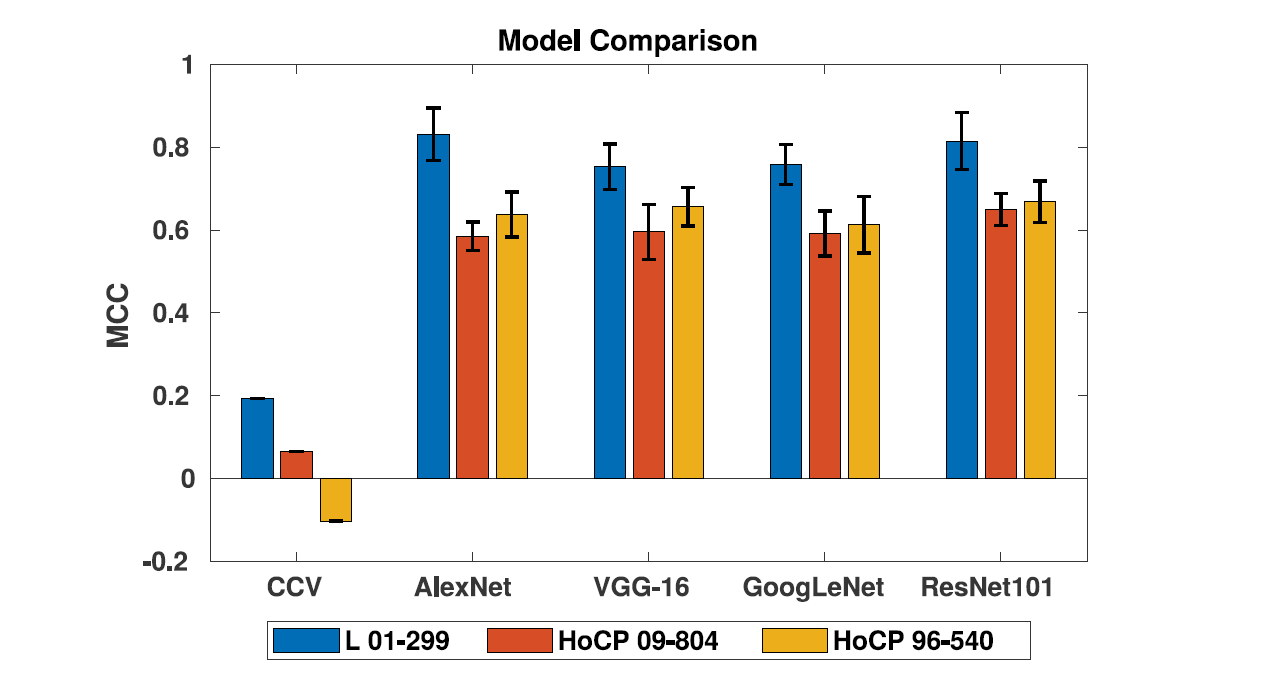 Model Comparison
1
0.8
0.6
0.4
0.2
0
-0.2
MCC
CCV AlexNet VGG-16 GoogLeNet ResNet101
L 01-299 HoCP 09-804 HoCP 96-540